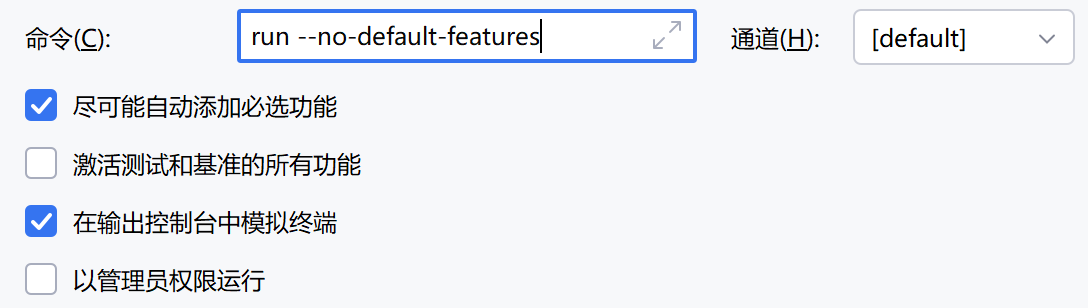 命令(C): run --no-default-features 通道(H): [default]
尽可能自动添加必选功能
激活测试和基准的所有功能
在输出控制台中模拟终端
以管理员权限运行